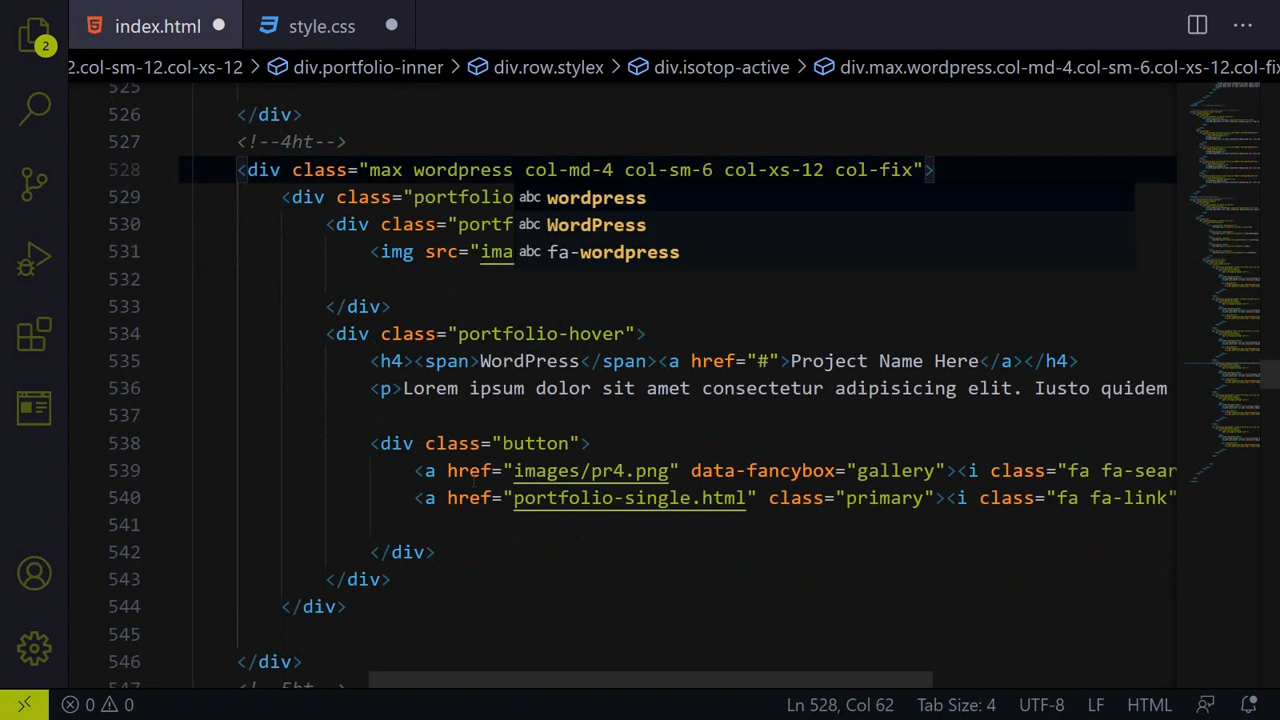 index.html
style.css
2
2.col-sm-12.col-xs-12 > div.portfolio-inner > div.row.stylex > div.isotop-active > div.max.wordpress.col-md-4.col-sm-6.col-xs-12.col-fix
525
526 </div>
527 <!--4ht-->
528 <div class="max wordpress col-md-4 col-sm-6 col-xs-12 col-fix">
529 <div class="portfolio
abc wordpress
530 <div class="portf
abc WordPress
531 <img src="ima
abc fa-wordpress
532
533 </div>
534 <div class="portfolio-hover">
535 <h4><span>WordPress</span><a href="#">Project Name Here</a></h4>
536 <p>Lorem ipsum dolor sit amet consectetur adipisicing elit. Iusto quidem
537
538 <div class="button">
539 <a href="images/pr4.png" data-fancybox="gallery"><i class="fa fa-sear
540 <a href="portfolio-single.html" class="primary"><i class="fa fa-link"
541
542 </div>
543 </div>
544 </div>
545
546 </div>
547 <!--5ht-->
0 0 Ln 528, Col 62 Tab Size: 4 UTF-8 LF HTML